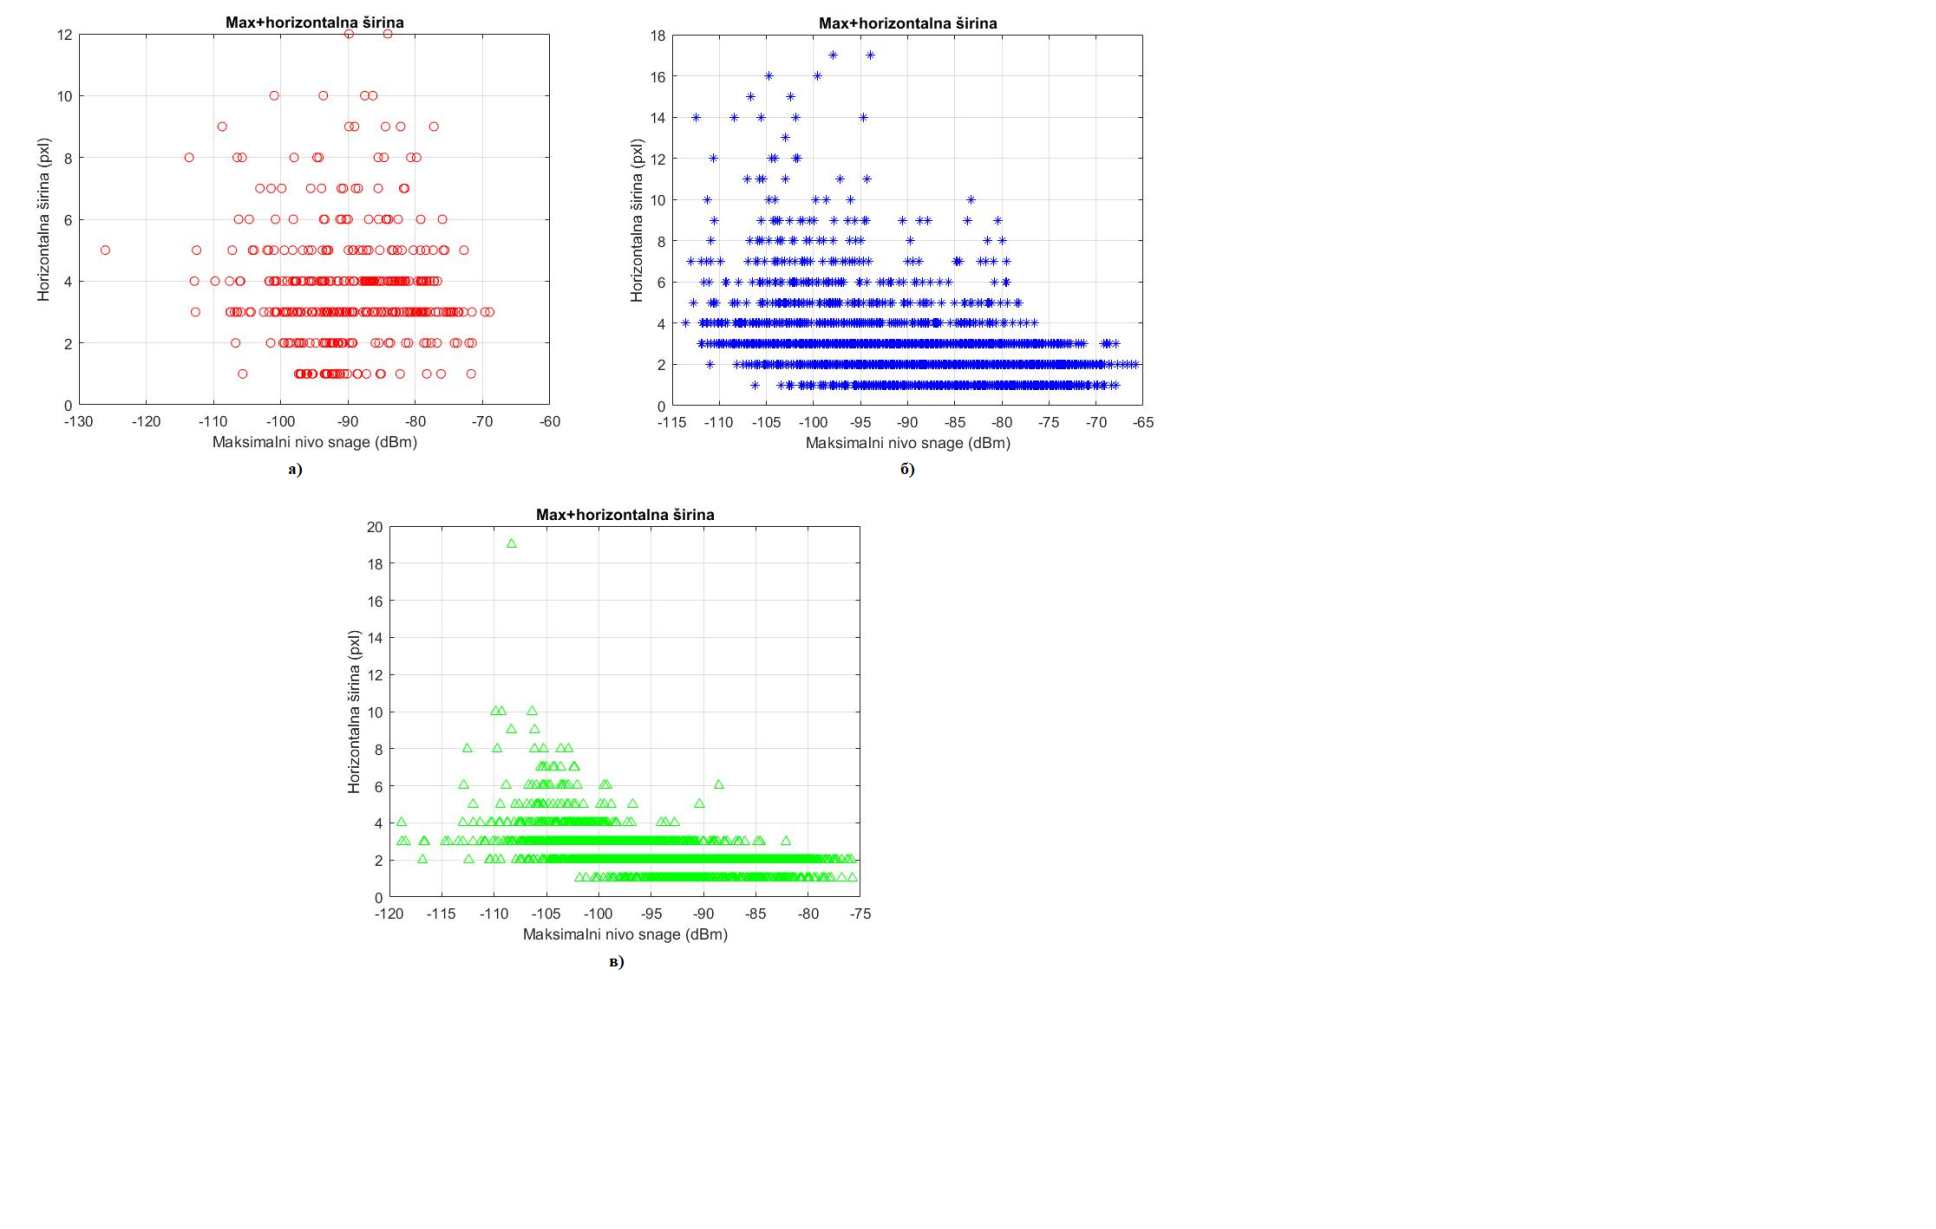 Max+horizontalna širina
12
10
8
6
4
2
0
Horizontalna širina (pxl)
-130 -120 -110 -100 -90 -80 -70 -60
Maksimalni nivo snage (dBm)
а)
Max+horizontalna širina
18
16
14
12
10
8
6
4
2
0
Horizontalna širina (pxl)
-115 -110 -105 -100 -95 -90 -85 -80 -75 -70 -65
Maksimalni nivo snage (dBm)
б)
Max+horizontalna širina
20
18
16
14
12
10
8
6
4
2
0
Horizontalna širina (pxl)
-120 -115 -110 -105 -100 -95 -90 -85 -80 -75
Maksimalni nivo snage (dBm)
в)